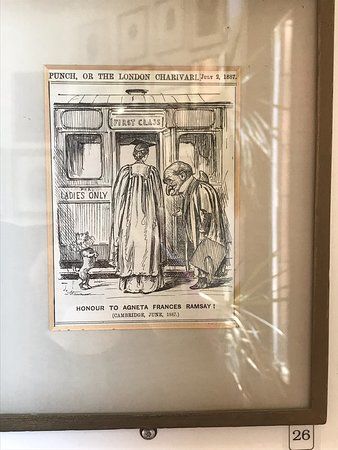 PUNCH, OR THE LONDON CHARIVARI. JULY 2, 1887.
FIRST CLASS
FOR
LADIES ONLY
HONOUR TO AGNETA FRANCES RAMSAY!
(CAMBRIDGE, JUNE, 1887.)
26